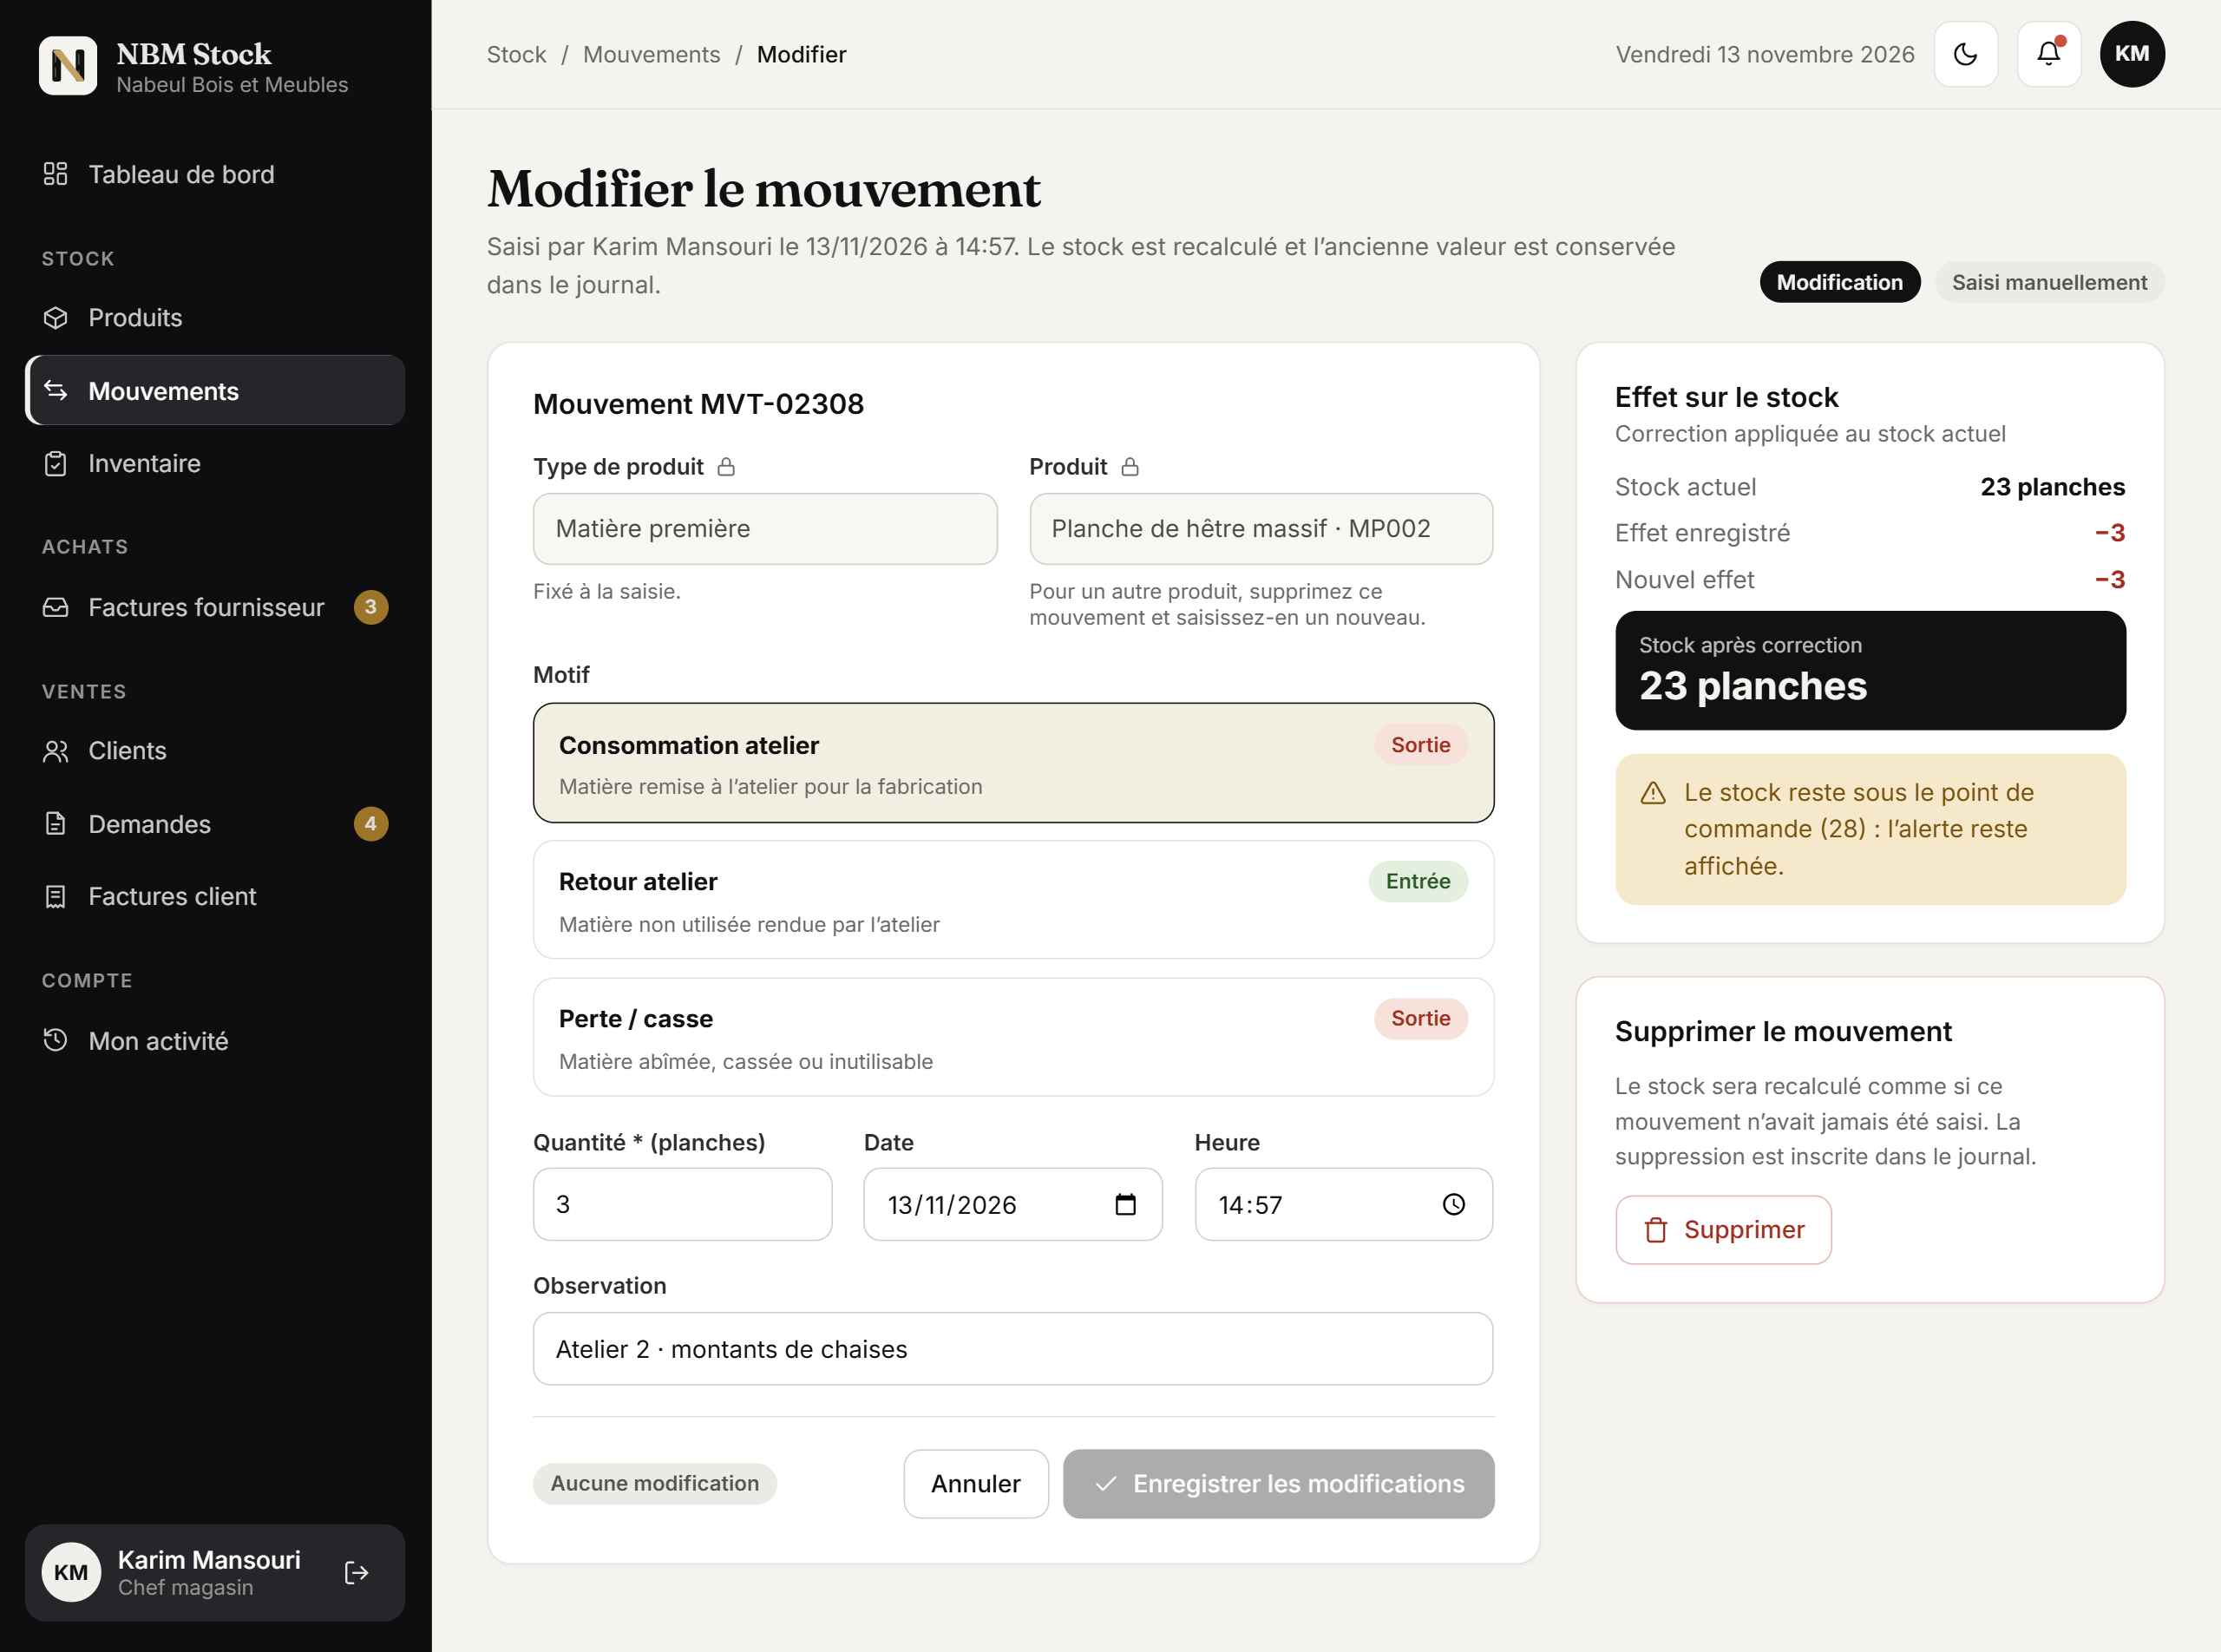 NBM Stock
Nabeul Bois et Meubles
Tableau de bord
STOCK
Produits
Mouvements
Inventaire
ACHATS
Factures fournisseur 3
VENTES
Clients
Demandes 4
Factures client
COMPTE
Mon activité
KM
Karim Mansouri
Chef magasin
Stock / Mouvements / Modifier
Vendredi 13 novembre 2026
KM
Modifier le mouvement
Saisi par Karim Mansouri le 13/11/2026 à 14:57. Le stock est recalculé et l’ancienne valeur est conservée
dans le journal.
Modification
Saisi manuellement
Mouvement MVT-02308
Type de produit
Matière première
Fixé à la saisie.
Produit
Planche de hêtre massif · MP002
Pour un autre produit, supprimez ce
mouvement et saisissez-en un nouveau.
Motif
Consommation atelier
Sortie
Matière remise à l’atelier pour la fabrication
Retour atelier
Entrée
Matière non utilisée rendue par l’atelier
Perte / casse
Sortie
Matière abîmée, cassée ou inutilisable
Quantité * (planches)
3
Date
13/11/2026
Heure
14:57
Observation
Atelier 2 · montants de chaises
Aucune modification
Annuler
Enregistrer les modifications
Effet sur le stock
Correction appliquée au stock actuel
Stock actuel 23 planches
Effet enregistré −3
Nouvel effet −3
Stock après correction
23 planches
Le stock reste sous le point de
commande (28) : l’alerte reste
affichée.
Supprimer le mouvement
Le stock sera recalculé comme si ce
mouvement n’avait jamais été saisi. La
suppression est inscrite dans le journal.
Supprimer